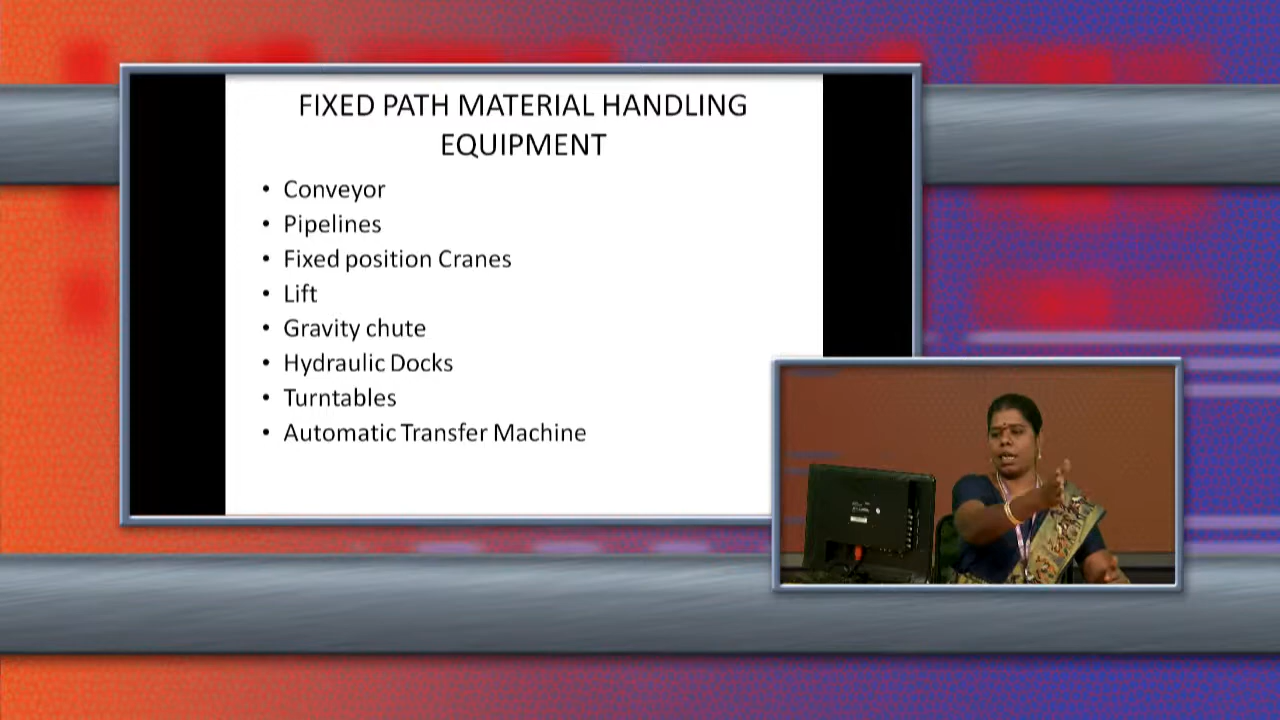 FIXED PATH MATERIAL HANDLING
EQUIPMENT
• Conveyor
• Pipelines
• Fixed position Cranes
• Lift
• Gravity chute
• Hydraulic Docks
• Turntables
• Automatic Transfer Machine